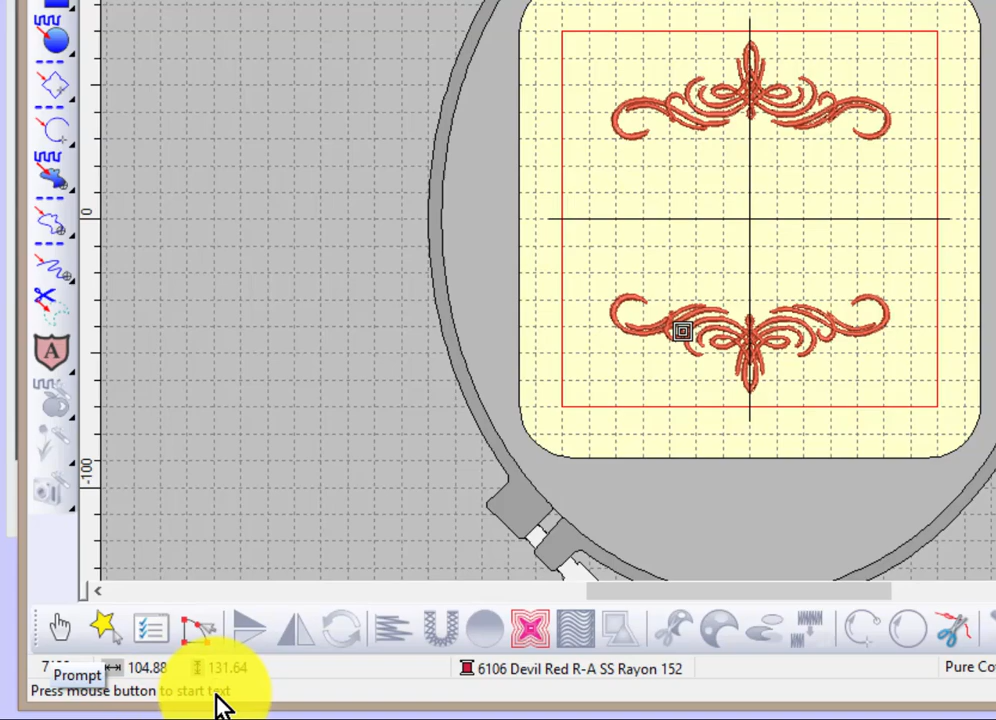 0
-100
A
104.88 131.64 6106 Devil Red R-A SS Rayon 152 Pure Co
Prompt
Press mouse button to start text